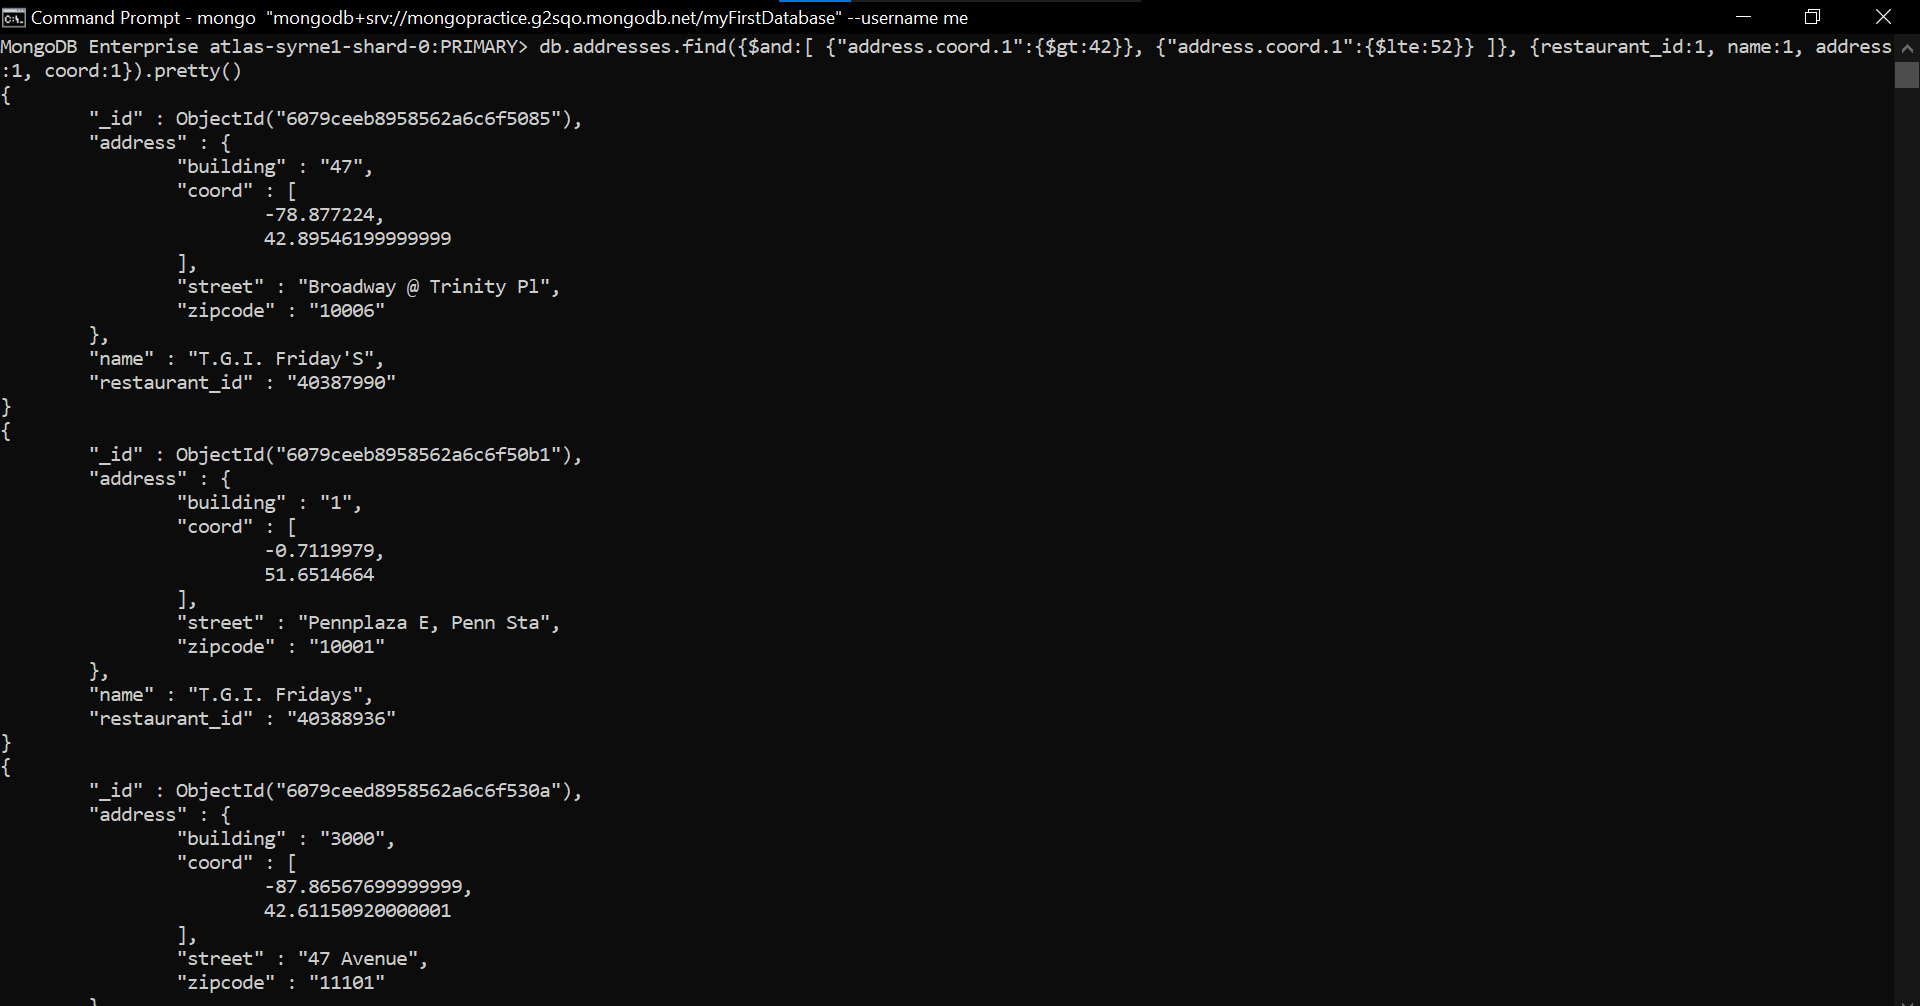 Command Prompt - mongo  "mongodb+srv://mongopractice.g2sqo.mongodb.net/myFirstDatabase" --username me
MongoDB Enterprise atlas-syrne1-shard-0:PRIMARY> db.addresses.find({$and:[ {"address.coord.1":{$gt:42}}, {"address.coord.1":{$lte:52}} ]}, {restaurant_id:1, name:1, address
:1, coord:1}).pretty()
{
"_id" : ObjectId("6079ceeb8958562a6c6f5085"),
"address" : {
"building" : "47",
"coord" : [
-78.877224,
42.89546199999999
],
"street" : "Broadway @ Trinity Pl",
"zipcode" : "10006"
},
"name" : "T.G.I. Friday'S",
"restaurant_id" : "40387990"
}
{
"_id" : ObjectId("6079ceeb8958562a6c6f50b1"),
"address" : {
"building" : "1",
"coord" : [
-0.7119979,
51.6514664
],
"street" : "Pennplaza E, Penn Sta",
"zipcode" : "10001"
},
"name" : "T.G.I. Fridays",
"restaurant_id" : "40388936"
}
{
"_id" : ObjectId("6079ceed8958562a6c6f530a"),
"address" : {
"building" : "3000",
"coord" : [
-87.86567699999999,
42.61150920000001
],
"street" : "47 Avenue",
"zipcode" : "11101"